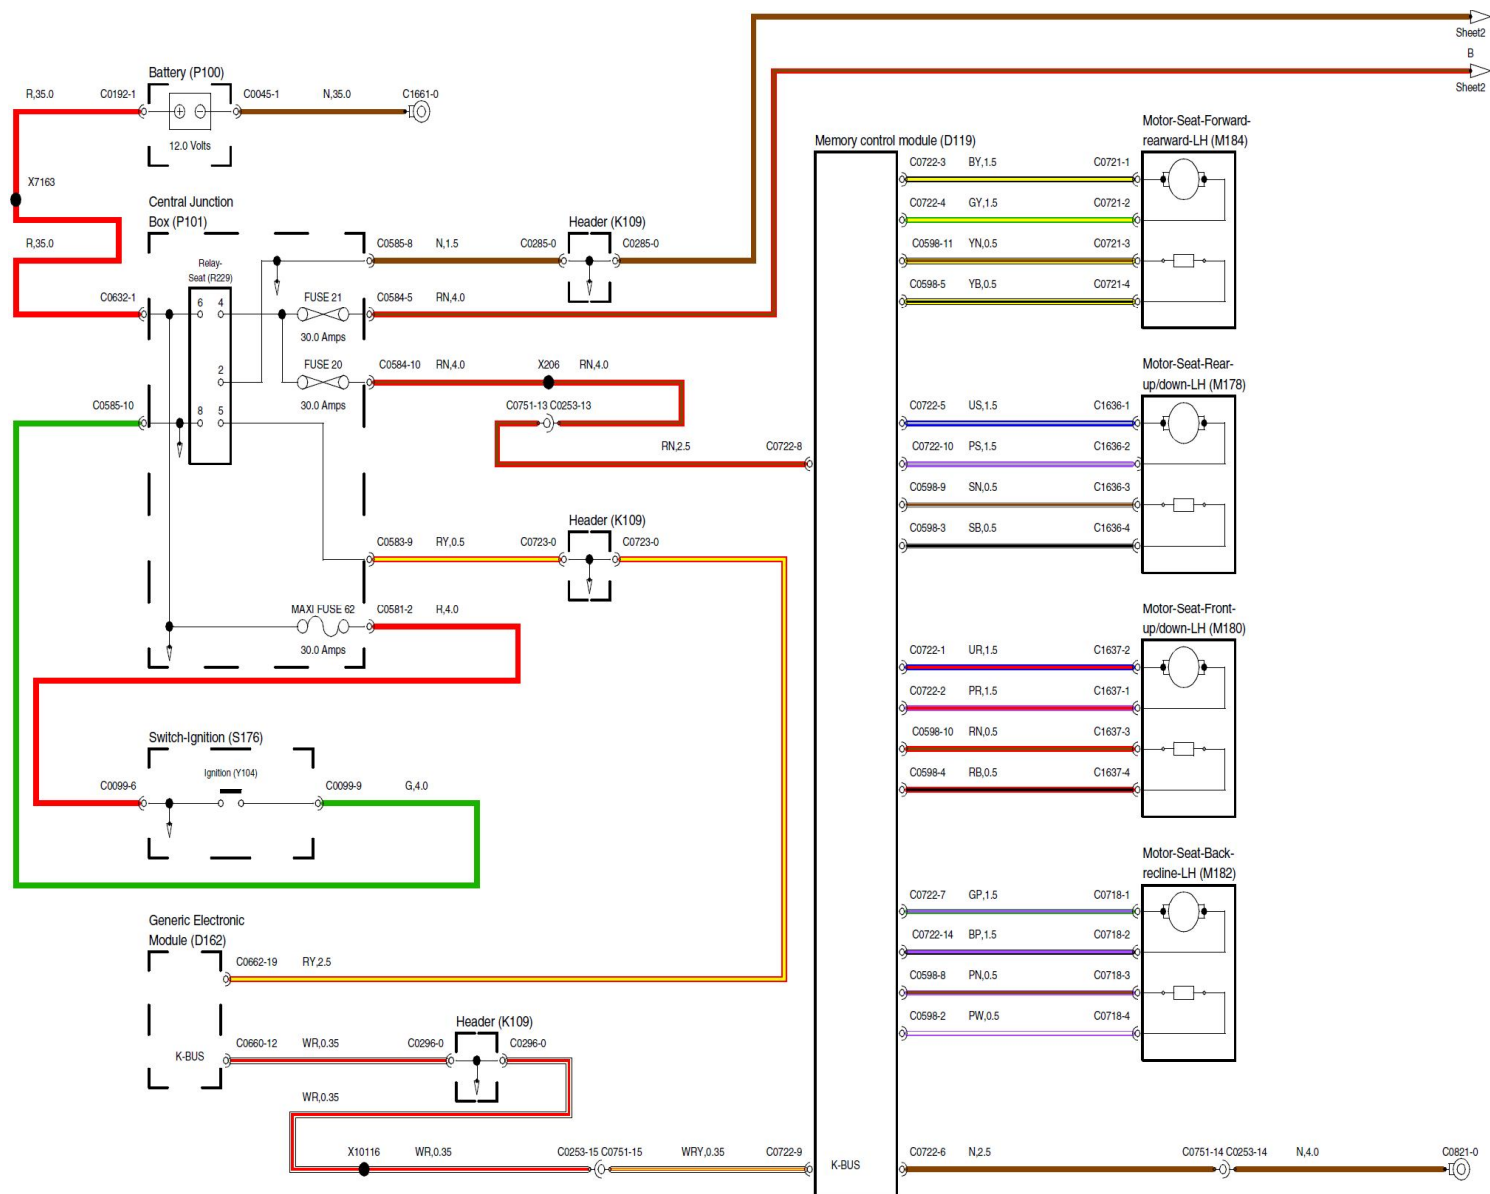 Sheet2
B
Sheet2
Battery (P100)
R,35.0 C0192-1 C0045-1 N,35.0 C1661-0
12.0 Volts
X7163
R,35.0
C0632-1
Central Junction
Box (P101)
Relay-
Seat (R229)
6 4
2
8 5
FUSE 21
30.0 Amps
FUSE 20
30.0 Amps
MAXI FUSE 62
30.0 Amps
C0585-10
C0585-8 N,1.5 C0285-0
Header (K109)
C0285-0
C0584-5 RN,4.0
C0584-10 RN,4.0 X206 RN,4.0
C0751-13 C0253-13
RN,2.5 C0722-8
C0583-9 RY,0.5 C0723-0
Header (K109)
C0723-0
C0581-2 R,4.0
Switch-Ignition (S176)
Ignition (Y104)
C0099-6 C0099-9 G,4.0
Generic Electronic
Module (D162)
C0662-19 RY,2.5
K-BUS
C0660-12 WR,0.35 C0296-0
Header (K109)
C0296-0
WR,0.35
X10116 WR,0.35 C0253-15 C0751-15 WRY,0.35 C0722-9
Memory control module (D119)
K-BUS
Motor-Seat-Forward-
rearward-LH (M184)
C0722-3 BY,1.5 C0721-1
C0722-4 GY,1.5 C0721-2
C0598-11 YN,0.5 C0721-3
C0598-5 YB,0.5 C0721-4
Motor-Seat-Rear-
up/down-LH (M178)
C0722-5 US,1.5 C1636-1
C0722-10 PS,1.5 C1636-2
C0598-9 SN,0.5 C1636-3
C0598-3 SB,0.5 C1636-4
Motor-Seat-Front-
up/down-LH (M180)
C0722-1 UR,1.5 C1637-2
C0722-2 PR,1.5 C1637-1
C0598-10 RN,0.5 C1637-3
C0598-4 RB,0.5 C1637-4
Motor-Seat-Back-
recline-LH (M182)
C0722-7 GP,1.5 C0718-1
C0722-14 BP,1.5 C0718-2
C0598-8 PN,0.5 C0718-3
C0598-2 PW,0.5 C0718-4
C0722-6 N,2.5 C0751-14 C0253-14 N,4.0 C0821-0